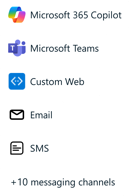 Microsoft 365 Copilot
Microsoft Teams
Custom Web
Email
SMS
+10 messaging channels